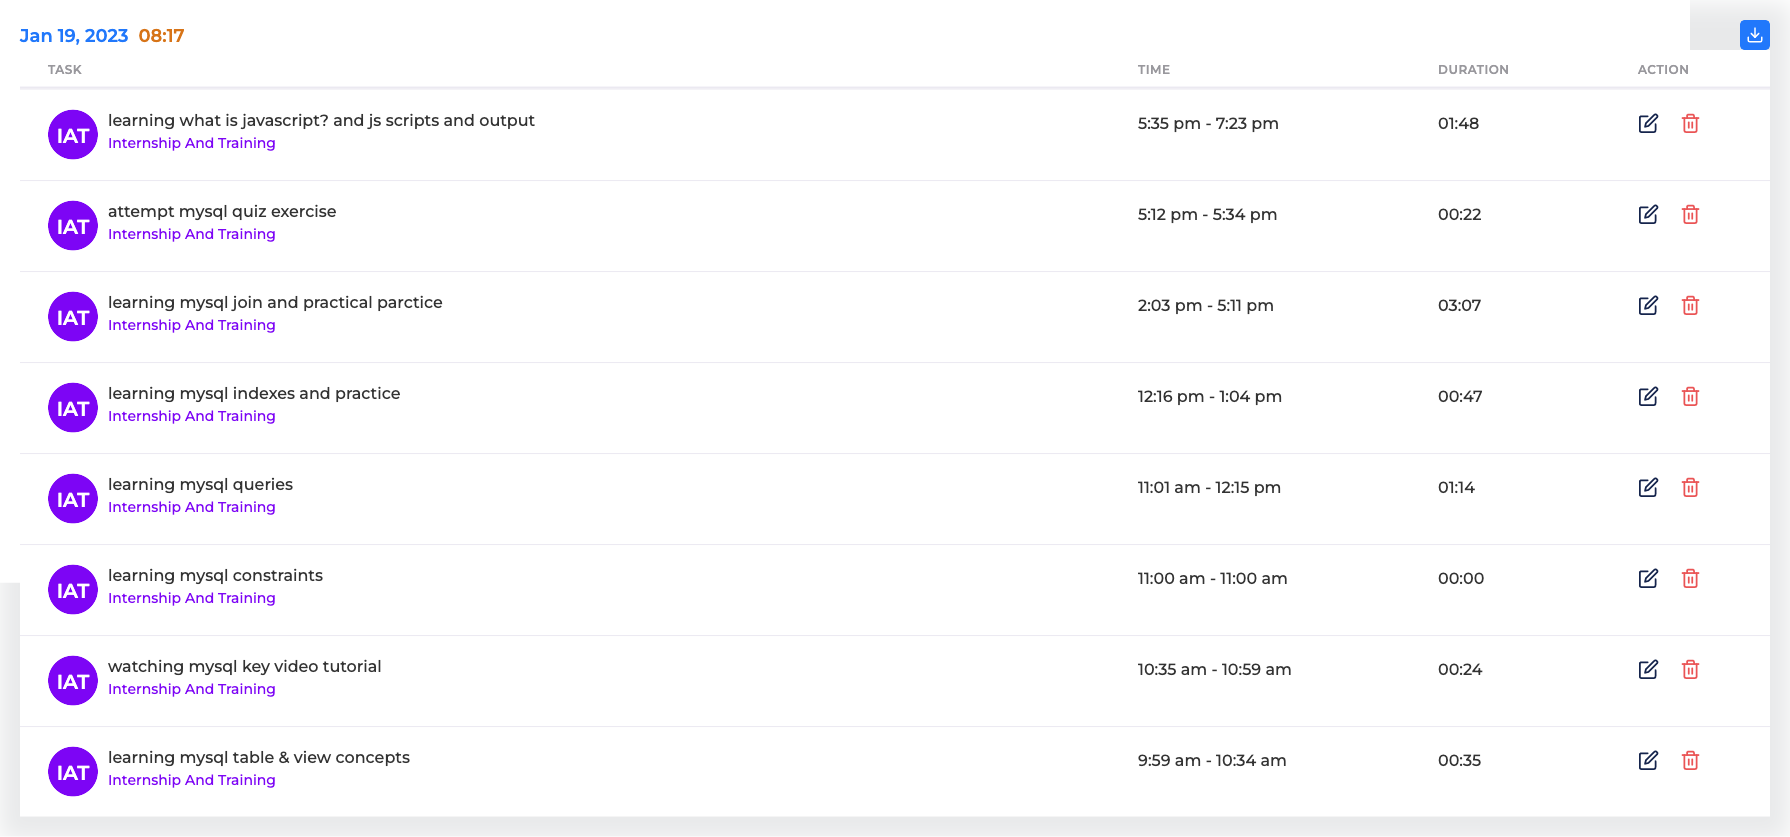 Jan 19, 2023 08:17
TASK TIME DURATION ACTION
IAT learning what is javascript? and js scripts and output 5:35 pm - 7:23 pm 01:48
Internship And Training
IAT attempt mysql quiz exercise 5:12 pm - 5:34 pm 00:22
Internship And Training
IAT learning mysql join and practical parctice 2:03 pm - 5:11 pm 03:07
Internship And Training
IAT learning mysql indexes and practice 12:16 pm - 1:04 pm 00:47
Internship And Training
IAT learning mysql queries 11:01 am - 12:15 pm 01:14
Internship And Training
IAT learning mysql constraints 11:00 am - 11:00 am 00:00
Internship And Training
IAT watching mysql key video tutorial 10:35 am - 10:59 am 00:24
Internship And Training
IAT learning mysql table & view concepts 9:59 am - 10:34 am 00:35
Internship And Training